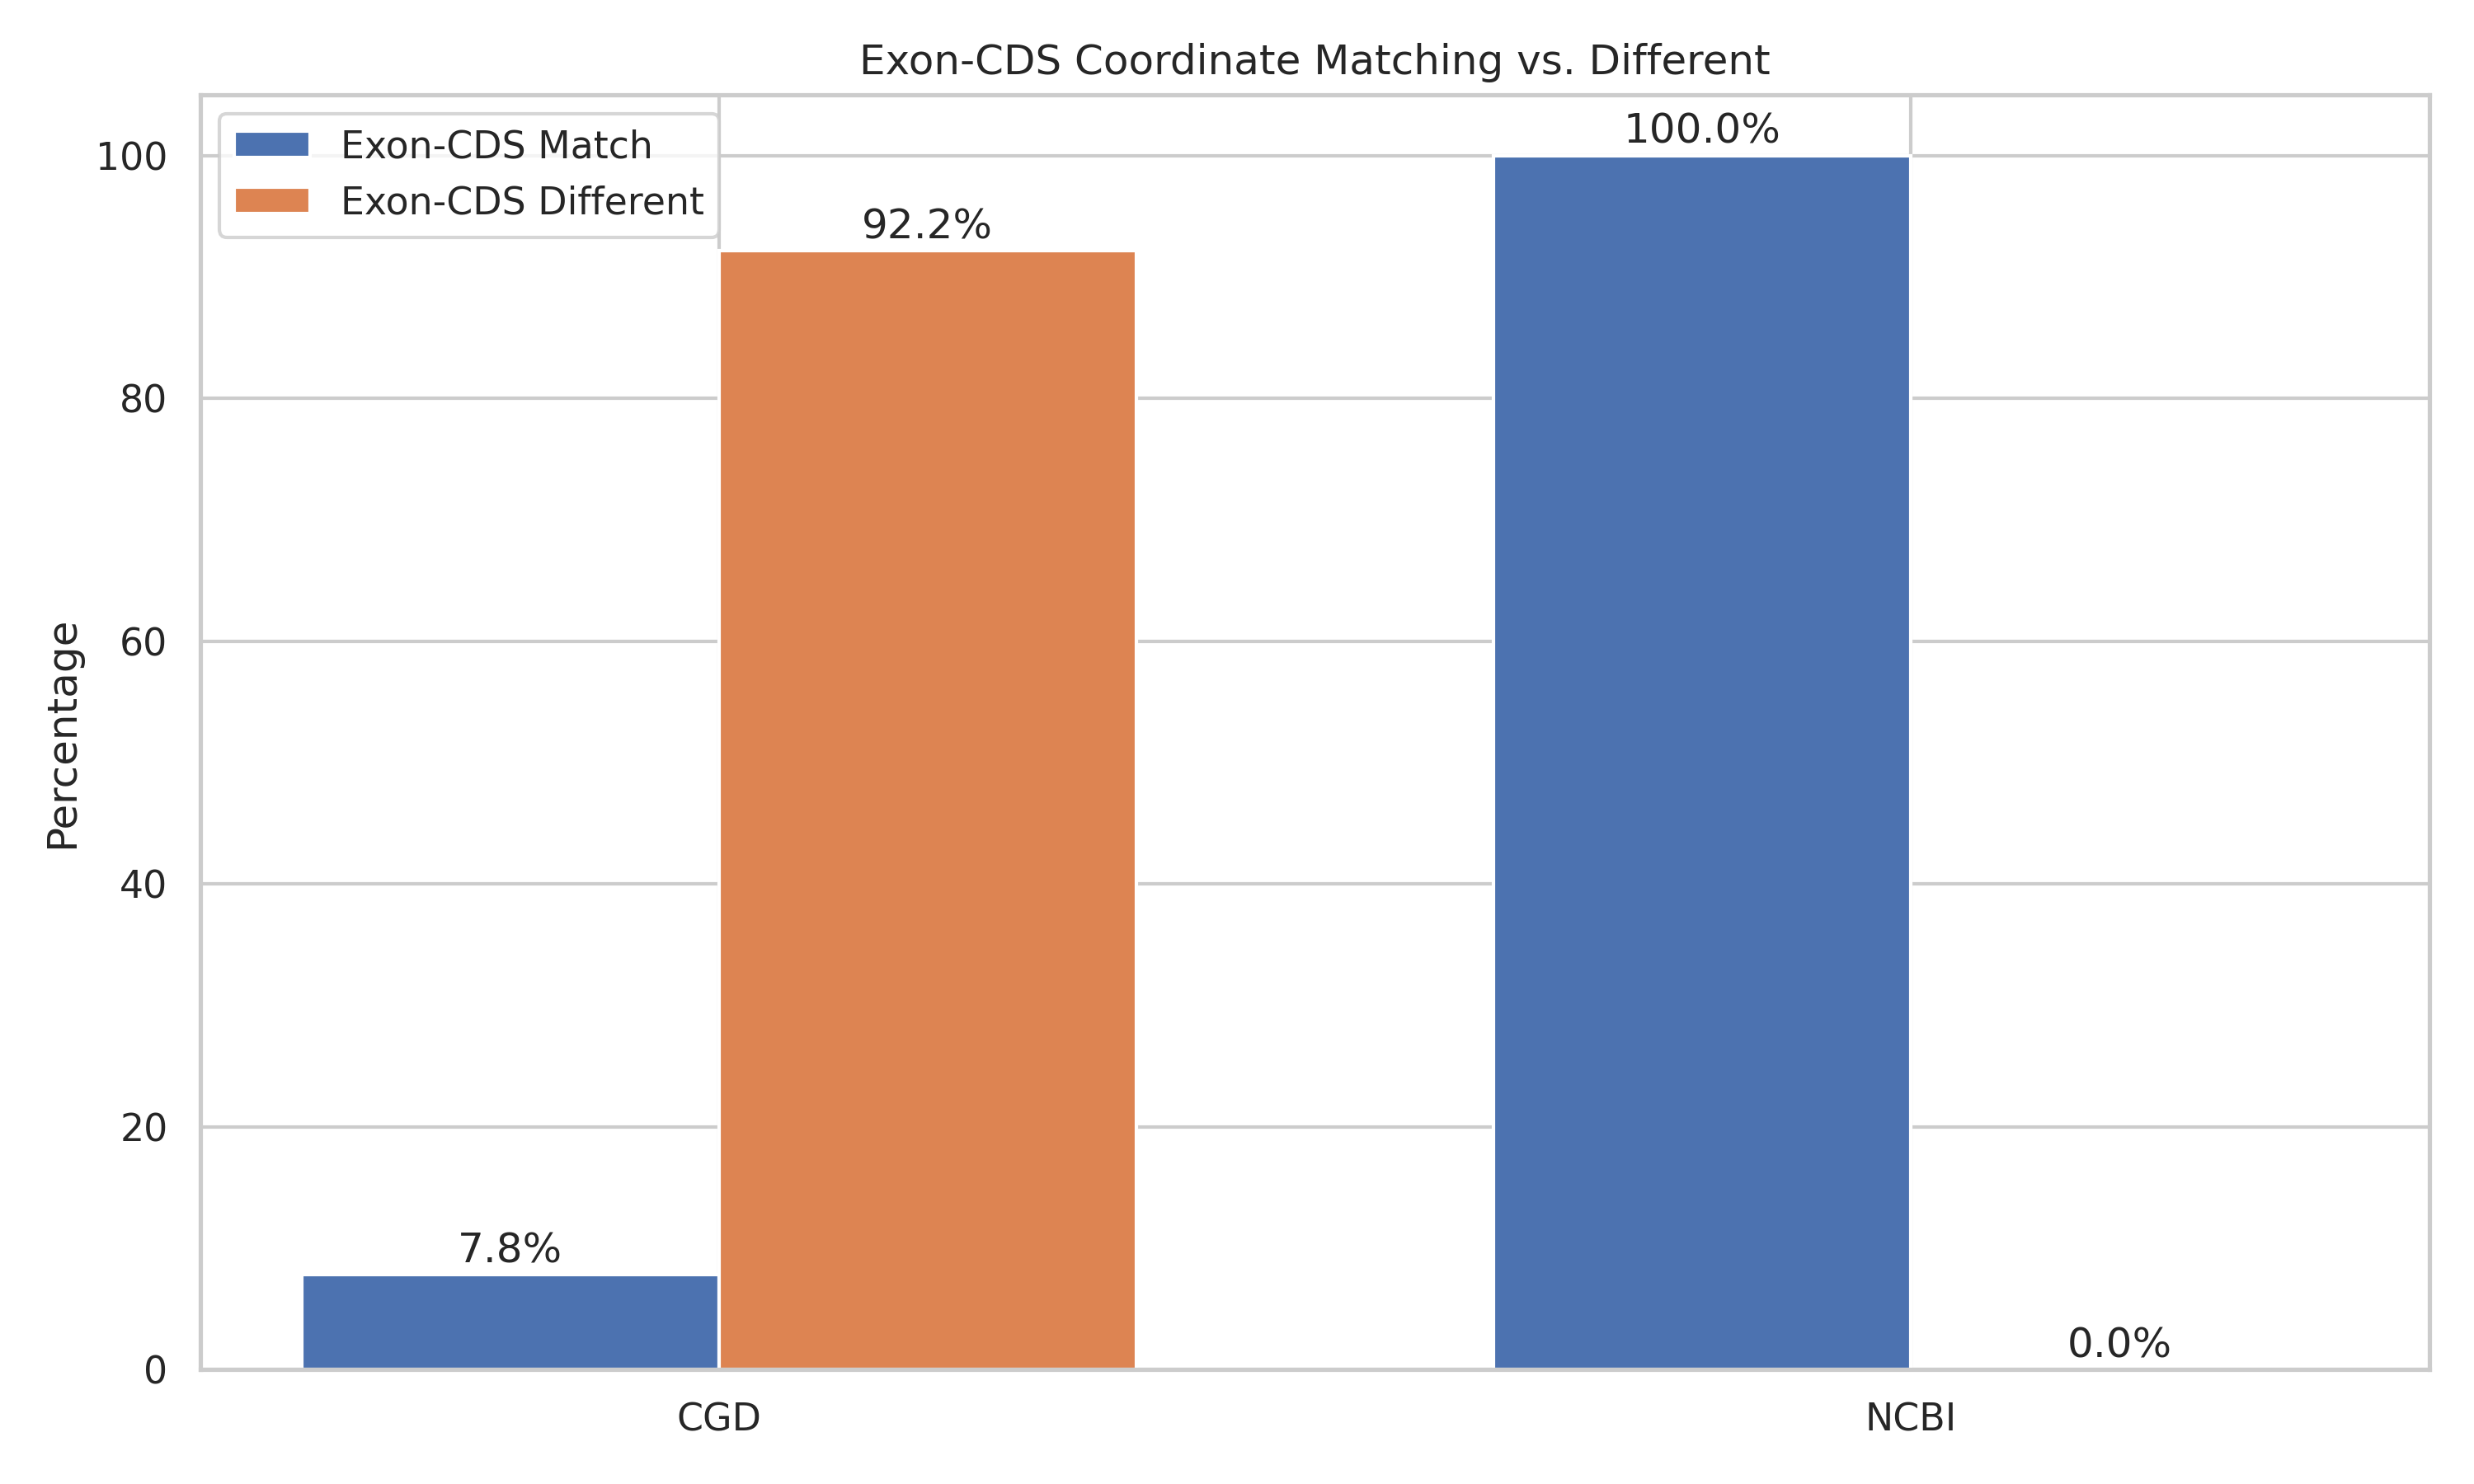 Exon-CDS Coordinate Matching vs. Different
Exon-CDS Match
Exon-CDS Different
100.0%
92.2%
7.8%
0.0%
100
80
60
40
20
0
Percentage
CGD
NCBI